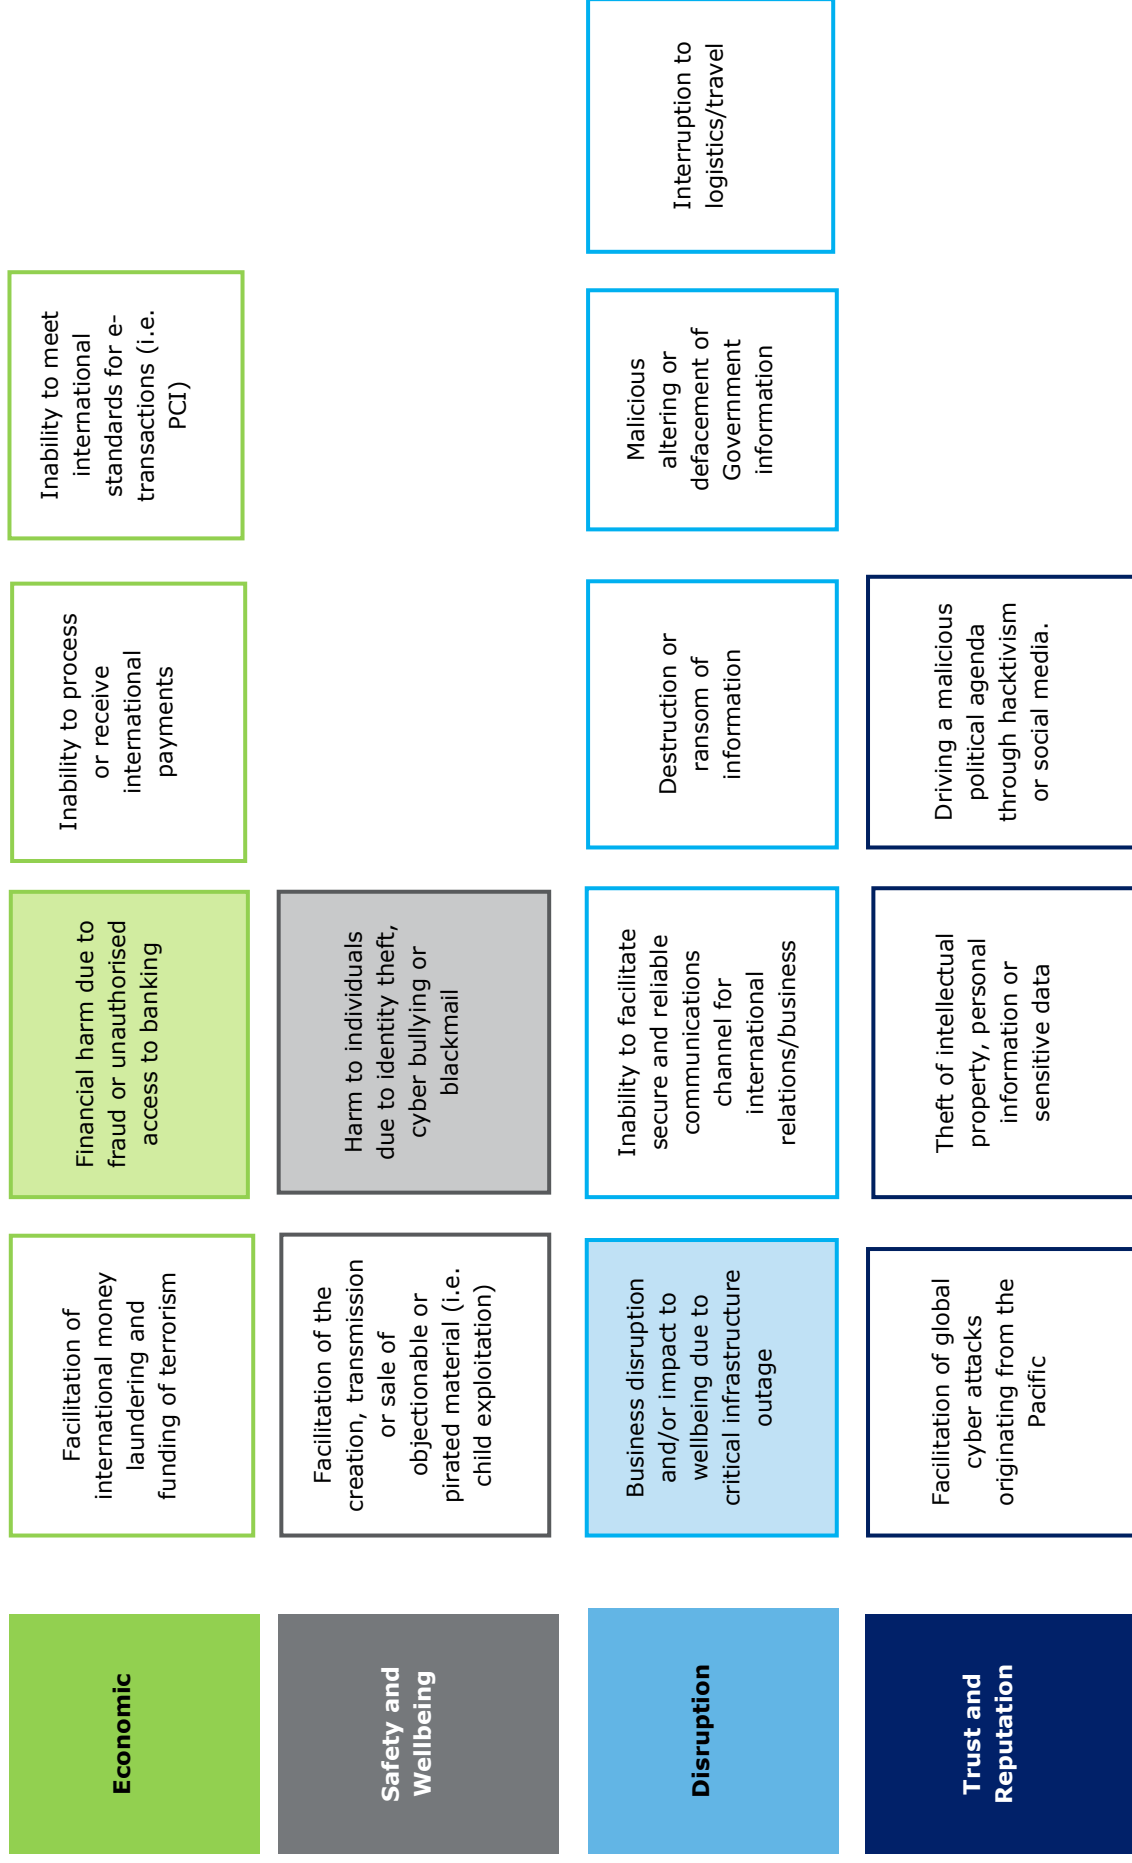 Economic
Facilitation of
international money
laundering and
funding of terrorism
Financial harm due to
fraud or unauthorised
access to banking
Inability to process
or receive
international
payments
Inability to meet
international
standards for e-
transactions (i.e.
PCI)
Safety and
Wellbeing
Facilitation of the
creation, transmission
or sale of
objectionable or
pirated material (i.e.
child exploitation)
Harm to individuals
due to identity theft,
cyber bullying or
blackmail
Disruption
Business disruption
and/or impact to
wellbeing due to
critical infrastructure
outage
Inability to facilitate
secure and reliable
communications
channel for
international
relations/business
Destruction or
ransom of
information
Malicious
altering or
defacement of
Government
information
Interruption to
logistics/travel
Trust and
Reputation
Facilitation of global
cyber attacks
originating from the
Pacific
Theft of intellectual
property, personal
information or
sensitive data
Driving a malicious
political agenda
through hacktivism
or social media.